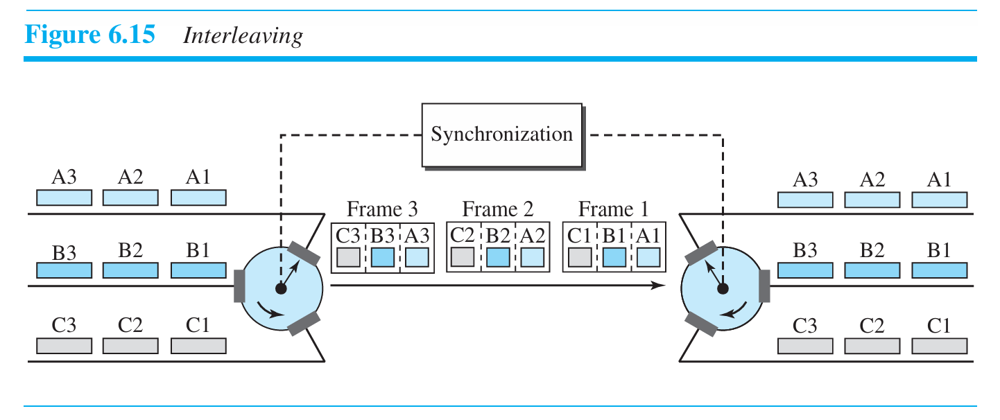 Figure 6.15 Interleaving
Synchronization
A3 A2 A1
B3 B2 B1
C3 C2 C1
Frame 3 Frame 2 Frame 1
C3 B3 A3 C2 B2 A2 C1 B1 A1
A3 A2 A1
B3 B2 B1
C3 C2 C1